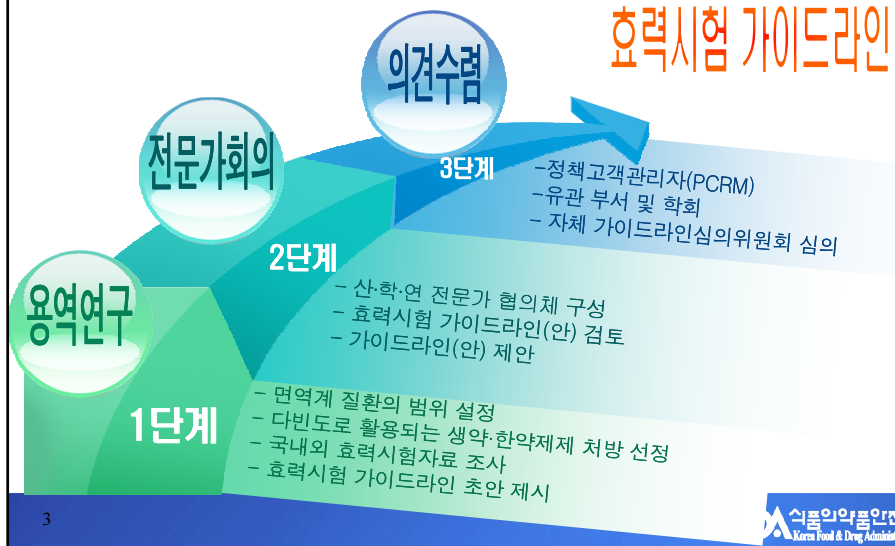 효력시험 가이드라인
의견수렴
3단계
-정책고객관리자(PCRM)
-유관 부서 및 학회
- 자체 가이드라인심의위원회 심의
전문가회의
2단계
- 산·학·연 전문가 협의체 구성
- 효력시험 가이드라인(안) 검토
- 가이드라인(안) 제안
용역연구
1단계
- 면역계 질환의 범위 설정
- 다빈도로 활용되는 생약·한약제제 처방 선정
- 국내외 효력시험자료 조사
- 효력시험 가이드라인 초안 제시
3
식품의약품안
Korea Food & Drug